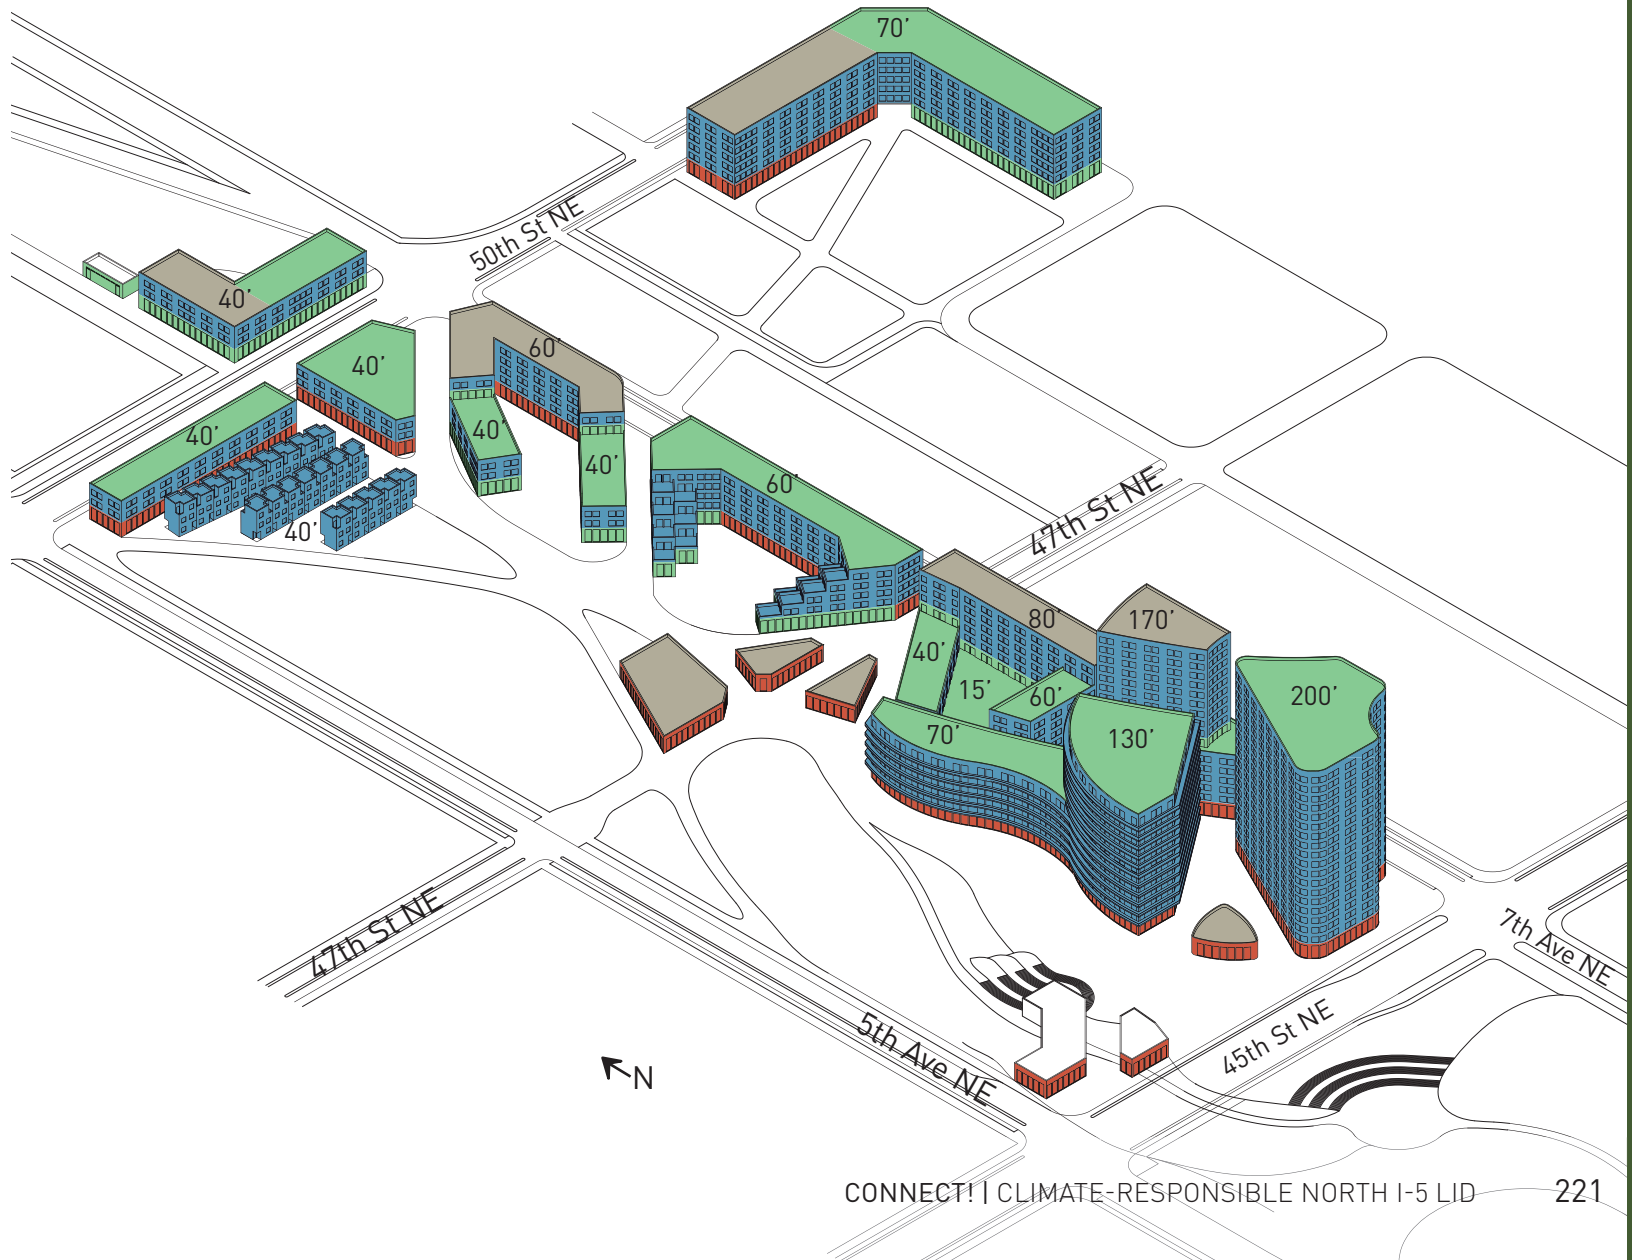 70’
50th St NE
40’
60’
40’
40’
40’
40’
60’
40’
47th St NE
80’
170’
40’
15’
60’
200’
70’
130’
47th St NE
7th Ave NE
5th Ave NE
45th St NE
N
CONNECT! | CLIMATE-RESPONSIBLE NORTH I-5 LID 221